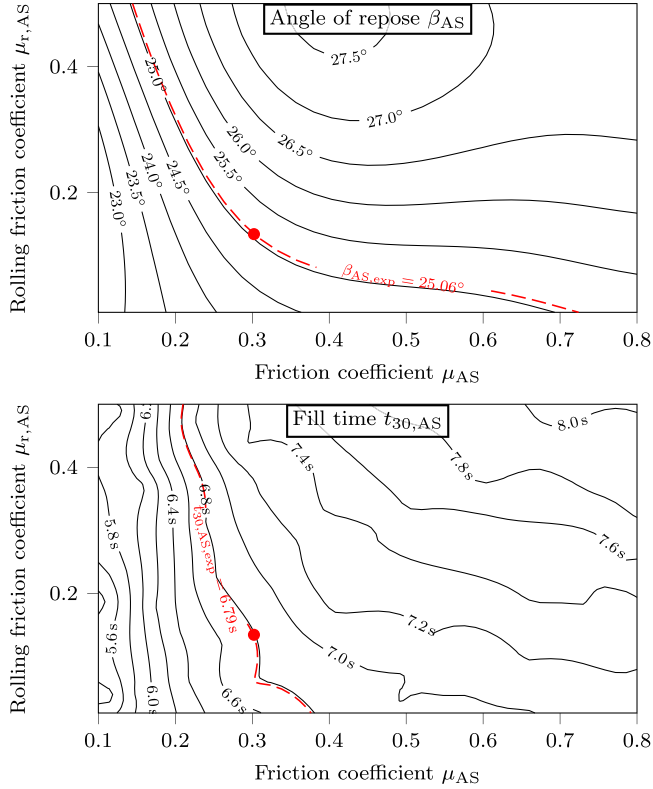 Angle of repose βAS
Rolling friction coefficient μr,AS
0.4
0.2
27.5°
27.0°
26.5°
26.0°
25.5°
25.0°
24.5°
24.0°
23.5°
23.0°
βAS,exp = 25.06°
0.1 0.2 0.3 0.4 0.5 0.6 0.7 0.8
Friction coefficient μAS
Fill time t30,AS
Rolling friction coefficient μr,AS
0.4
0.2
8.0 s
7.8 s
7.6 s
7.4 s
7.2 s
7.0 s
6.8 s
6.6 s
6.4 s
6.0 s
5.8 s
5.6 s
t30,AS,exp = 6.79 s
0.1 0.2 0.3 0.4 0.5 0.6 0.7 0.8
Friction coefficient μAS